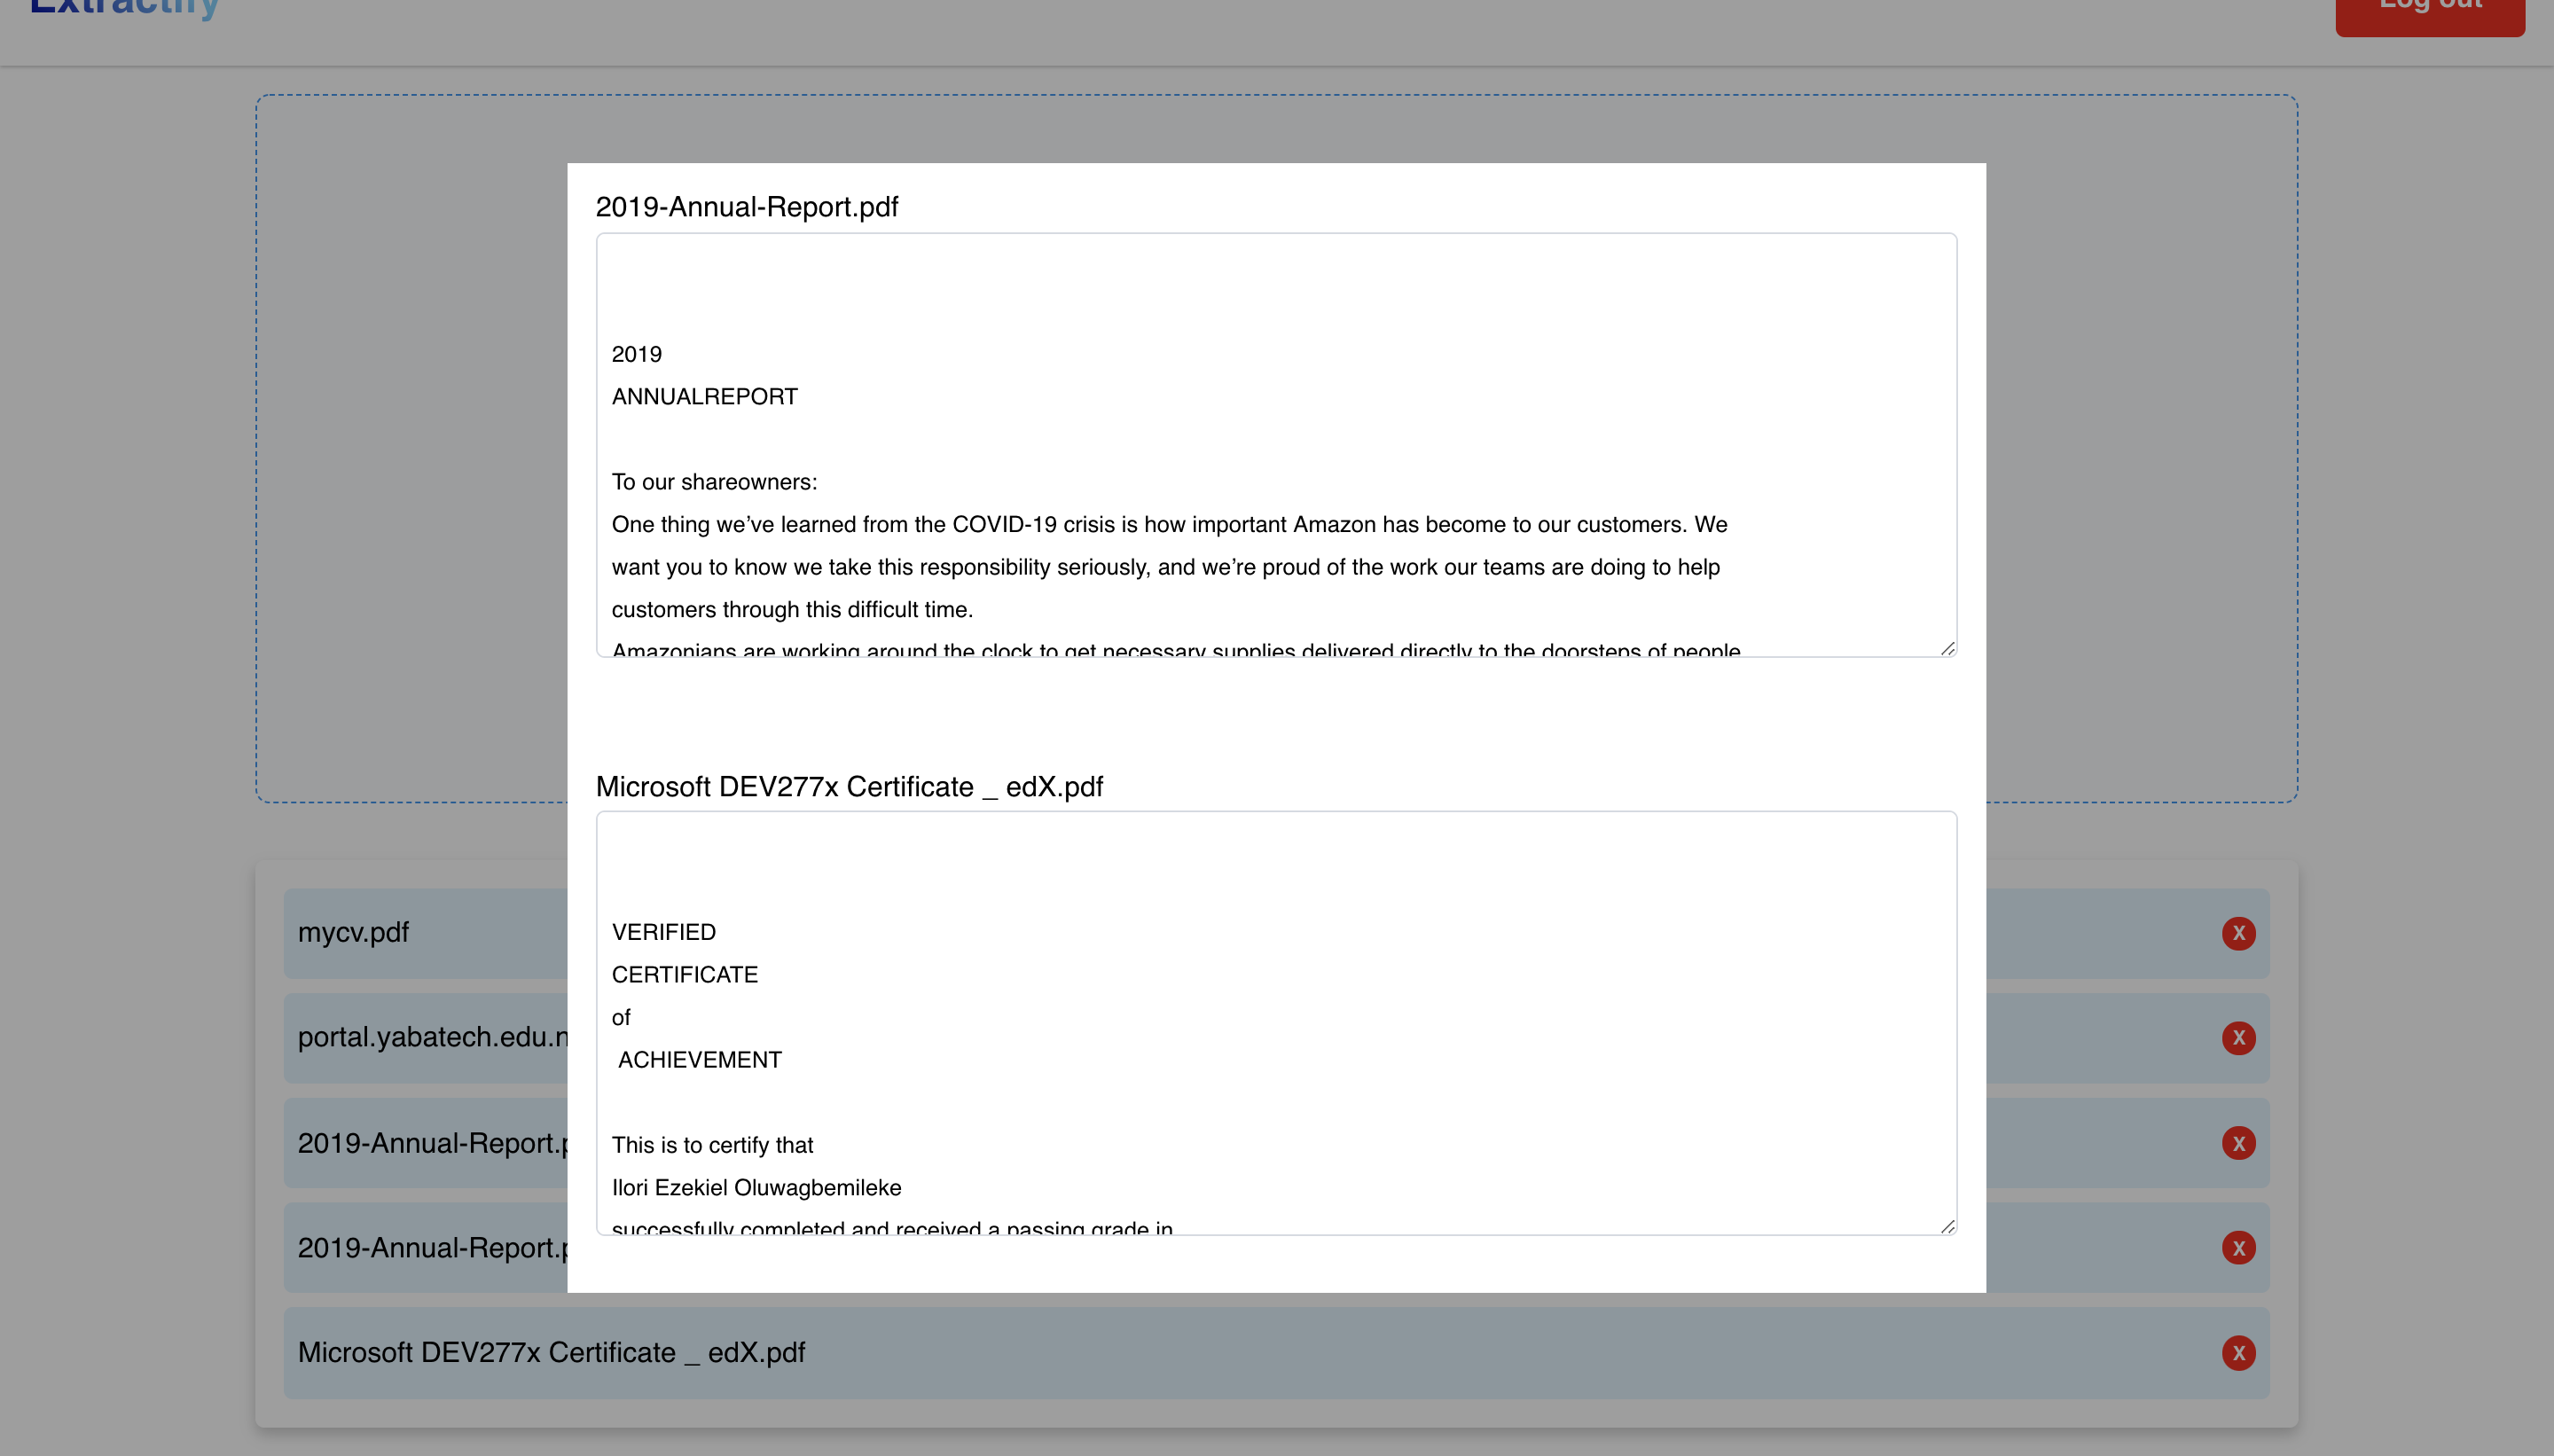 Extractify
Log out
2019-Annual-Report.pdf
2019
ANNUALREPORT
To our shareowners:
One thing we’ve learned from the COVID-19 crisis is how important Amazon has become to our customers. We
want you to know we take this responsibility seriously, and we’re proud of the work our teams are doing to help
customers through this difficult time.
Amazonians are working around the clock to get necessary supplies delivered directly to the doorsteps of people
Microsoft DEV277x Certificate _ edX.pdf
VERIFIED
CERTIFICATE
of
ACHIEVEMENT
This is to certify that
Ilori Ezekiel Oluwagbemileke
successfully completed and received a passing grade in
mycv.pdf
X
portal.yabatech.edu.n
X
2019-Annual-Report.p
X
2019-Annual-Report.p
X
Microsoft DEV277x Certificate _ edX.pdf
X